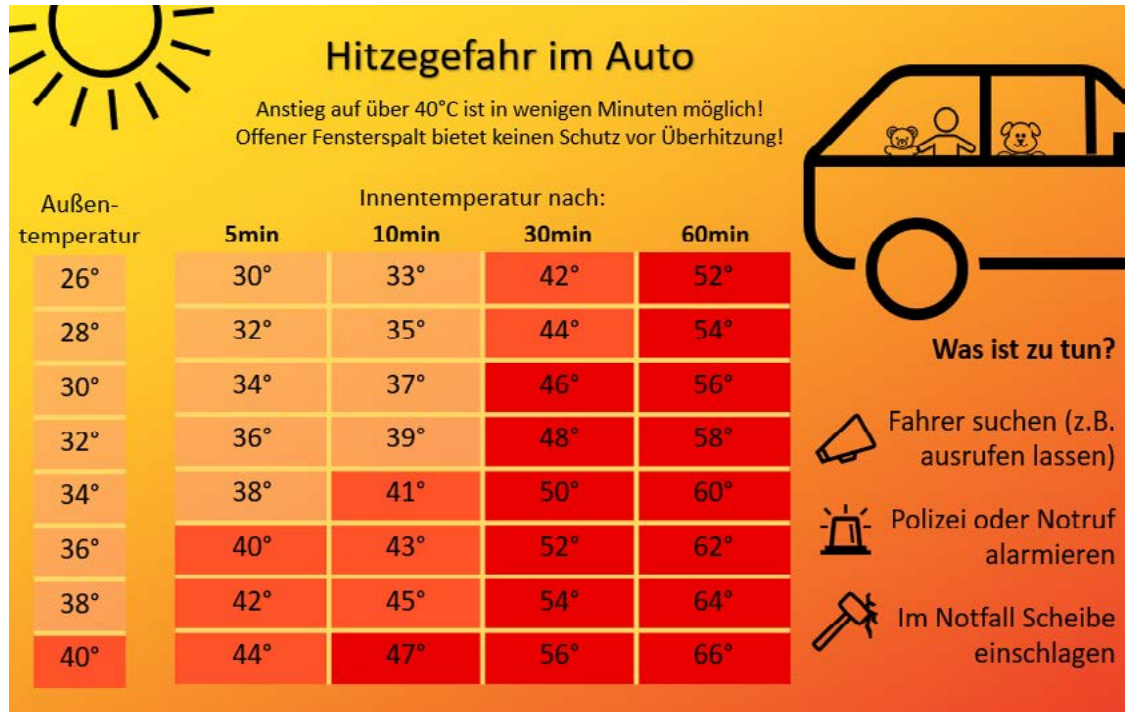 Hitzegefahr im Auto
Anstieg auf über 40°C ist in wenigen Minuten möglich!
Offener Fensterspalt bietet keinen Schutz vor Überhitzung!
Außen-
temperatur
Innentemperatur nach:
5min 10min 30min 60min
26° 30° 33° 42° 52°
28° 32° 35° 44° 54°
30° 34° 37° 46° 56°
32° 36° 39° 48° 58°
34° 38° 41° 50° 60°
36° 40° 43° 52° 62°
38° 42° 45° 54° 64°
40° 44° 47° 56° 66°
Was ist zu tun?
Fahrer suchen (z.B.
ausrufen lassen)
Polizei oder Notruf
alarmieren
Im Notfall Scheibe
einschlagen